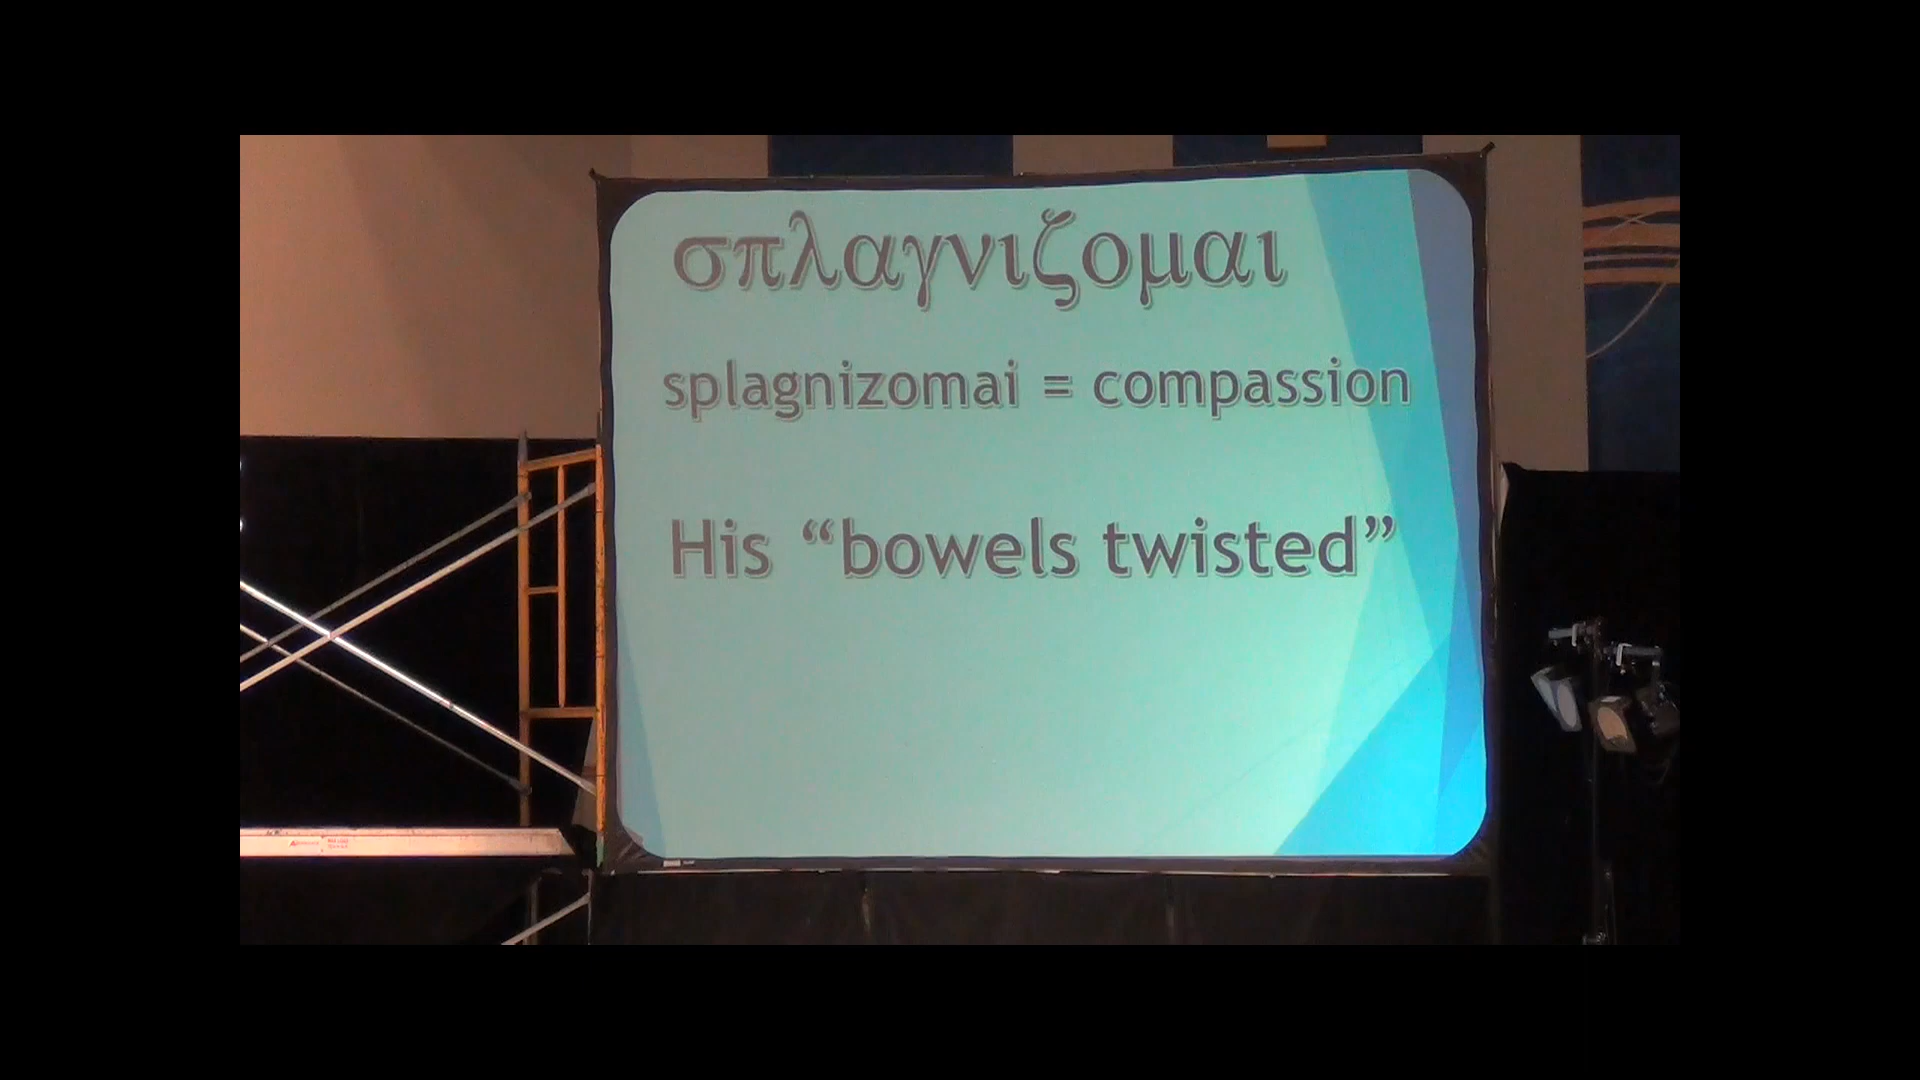 σπλαγνιζομαι
splagnizomai = compassion
His “bowels twisted”